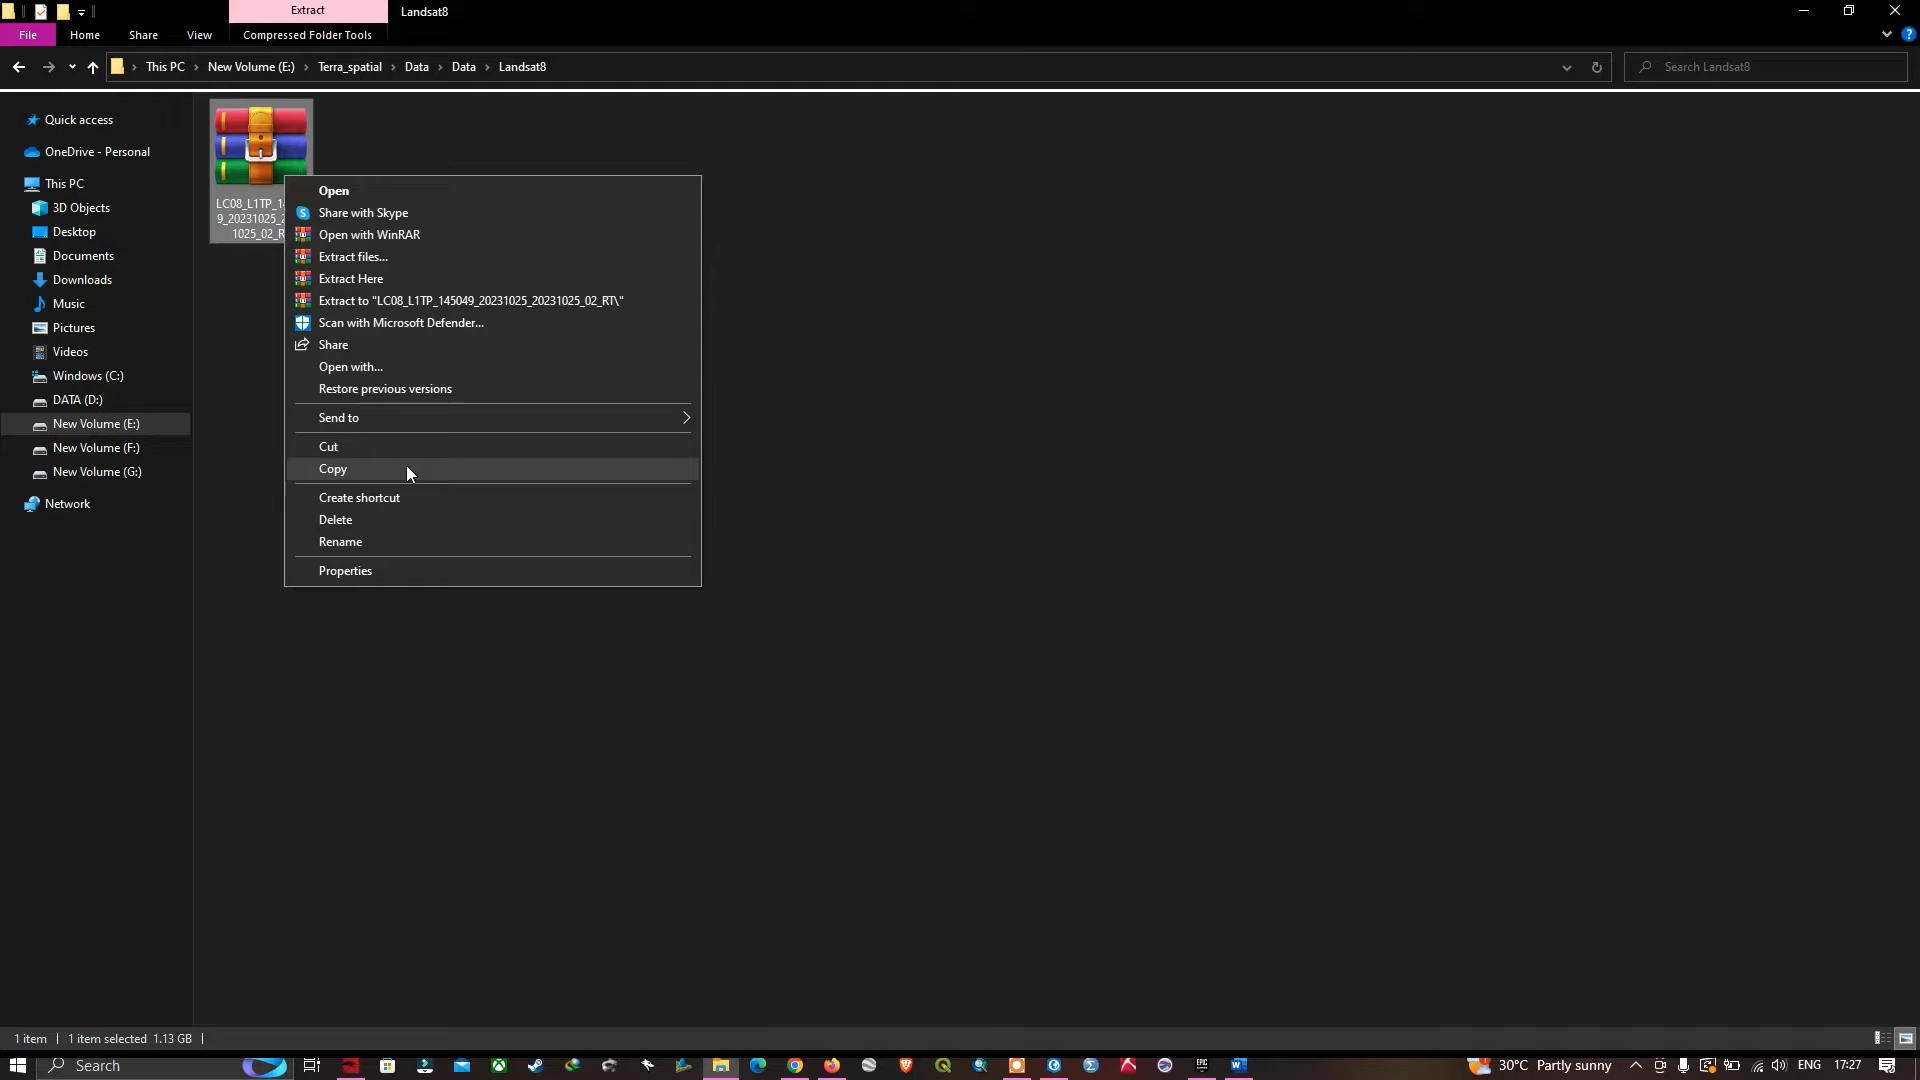 Extract
Landsat8
File
Home
Share
View
Compressed Folder Tools
This PC
New Volume (E:)
Terra_spatial
Data
Data
Landsat8
Search Landsat8
Quick access
OneDrive - Personal
This PC
3D Objects
Desktop
Documents
Downloads
Music
Pictures
Videos
Windows (C:)
DATA (D:)
New Volume (E:)
New Volume (F:)
New Volume (G:)
Network
LC08_L1TP_1
9_20231025_
1025_02_R
Open
Share with Skype
Open with WinRAR
Extract files...
Extract Here
Extract to "LC08_L1TP_145049_20231025_20231025_02_RT\"
Scan with Microsoft Defender...
Share
Open with...
Restore previous versions
Send to
Cut
Copy
Create shortcut
Delete
Rename
Properties
1 item
1 item selected 1.13 GB
Search
30°C Partly sunny
ENG
17:27